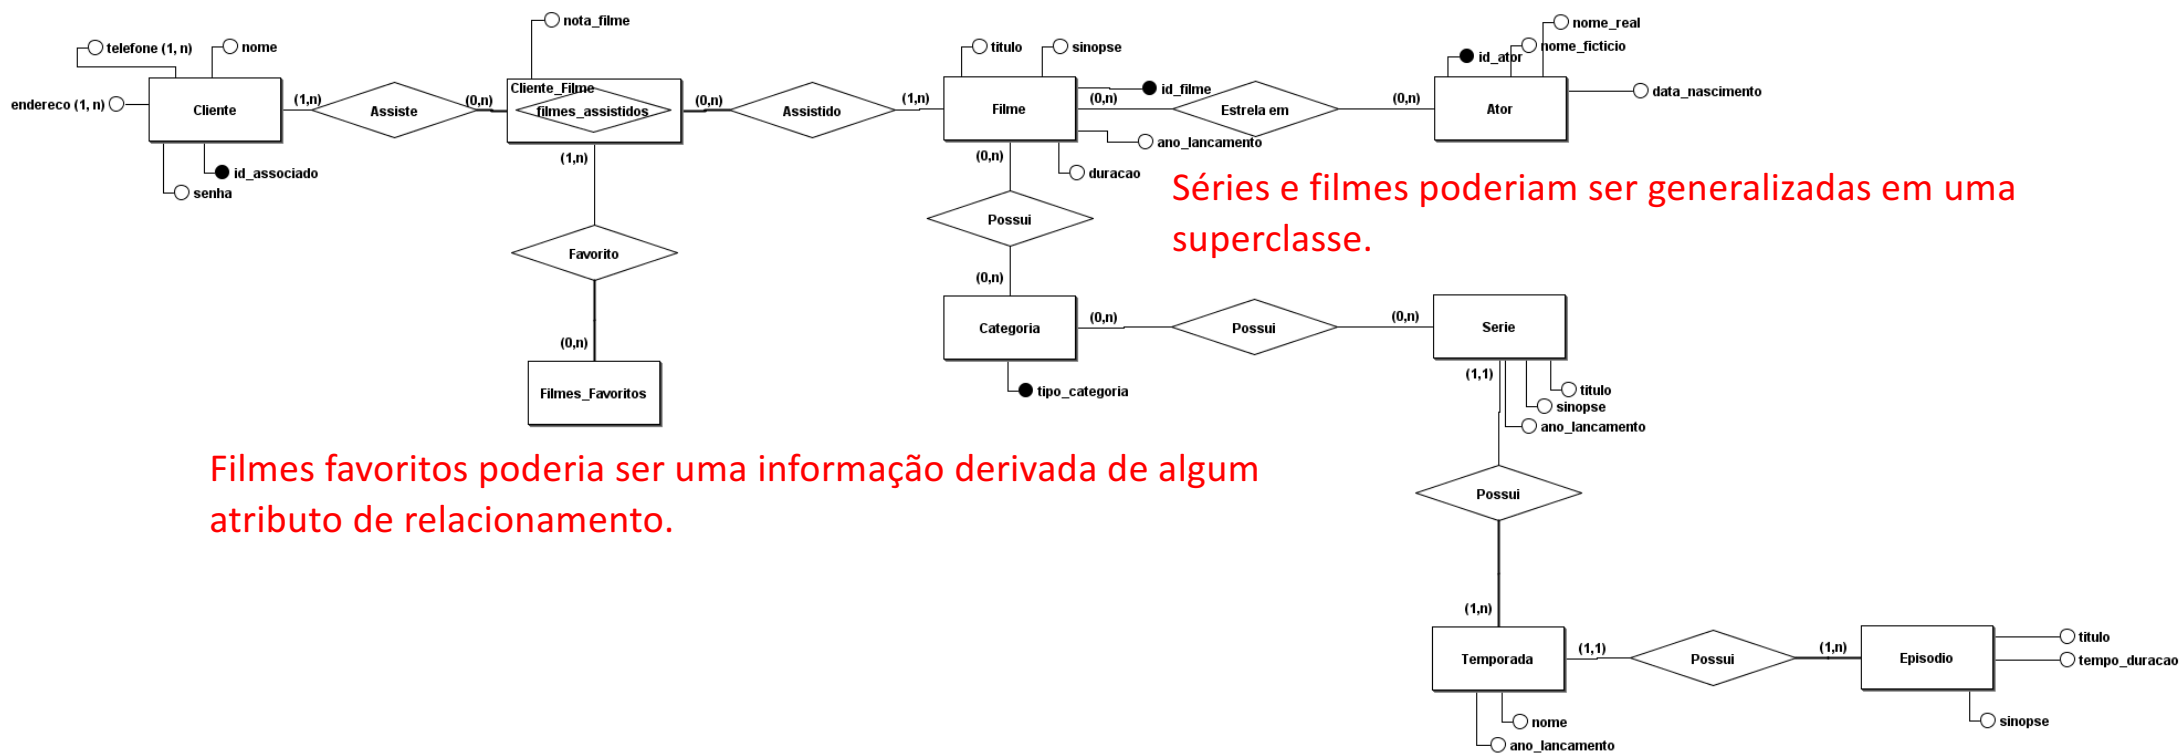 nota_filme
nome_real
telefone (1, n)
nome
titulo
sinopse
nome_ficticio
id_ator
endereco (1, n)
Cliente
(1,n)
Assiste
(0,n)
Cliente_Filme
filmes_assistidos
(0,n)
Assistido
(1,n)
Filme
id_filme
(0,n)
Estrela em
(0,n)
Ator
data_nascimento
ano_lancamento
(1,n)
(0,n)
duracao
id_associado
senha
Séries e filmes poderiam ser generalizadas em uma
superclasse.
Possui
Favorito
(0,n)
(0,n)
Categoria
(0,n)
Possui
(0,n)
Serie
(1,1)
Filmes_Favoritos
tipo_categoria
titulo
sinopse
ano_lancamento
Filmes favoritos poderia ser uma informação derivada de algum
atributo de relacionamento.
Possui
(1,n)
Temporada
(1,1)
Possui
(1,n)
Episodio
titulo
tempo_duracao
nome
sinopse
ano_lancamento